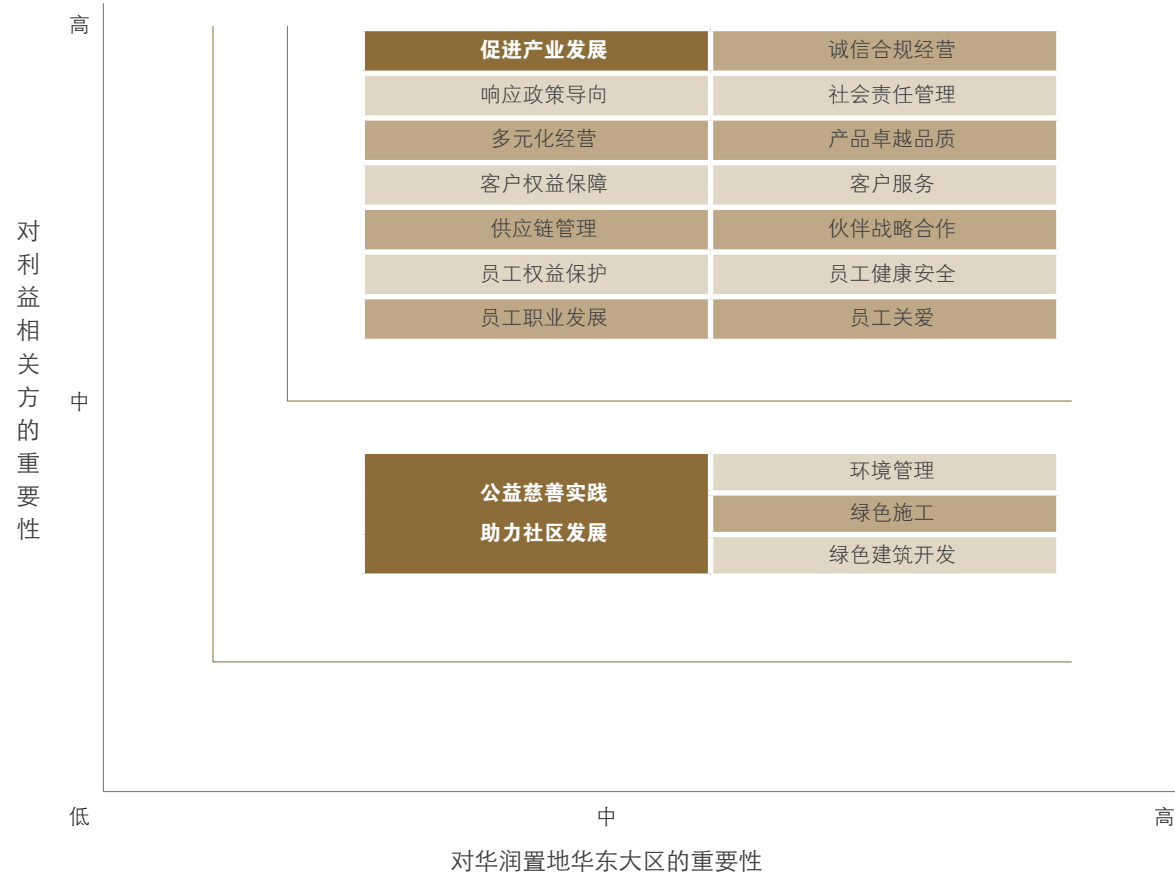 高
促进产业发展
诚信合规经营
响应政策导向
社会责任管理
多元化经营
产品卓越品质
客户权益保障
客户服务
供应链管理
伙伴战略合作
员工权益保护
员工健康安全
员工职业发展
员工关爱
对利益相关方的重要性
中
公益慈善实践
助力社区发展
环境管理
绿色施工
绿色建筑开发
低
中
高
对华润置地华东大区的重要性